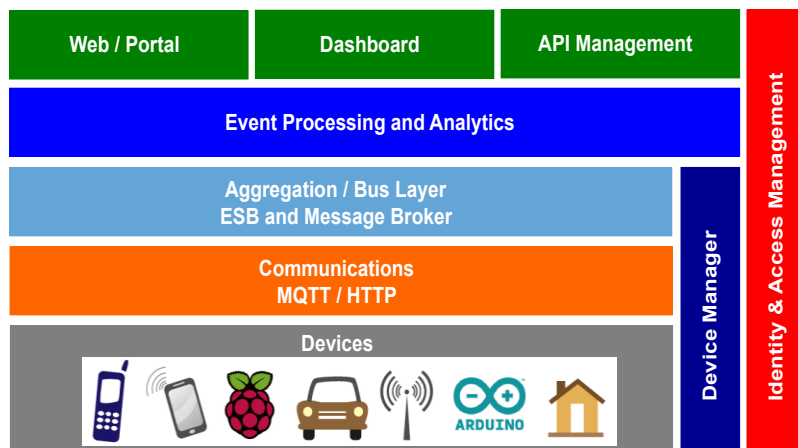 Web / Portal
Dashboard
API Management
Event Processing and Analytics
Aggregation / Bus Layer
ESB and Message Broker
Communications
MQTT / HTTP
Devices
ARDUINO
Device Manager
Identity & Access Management